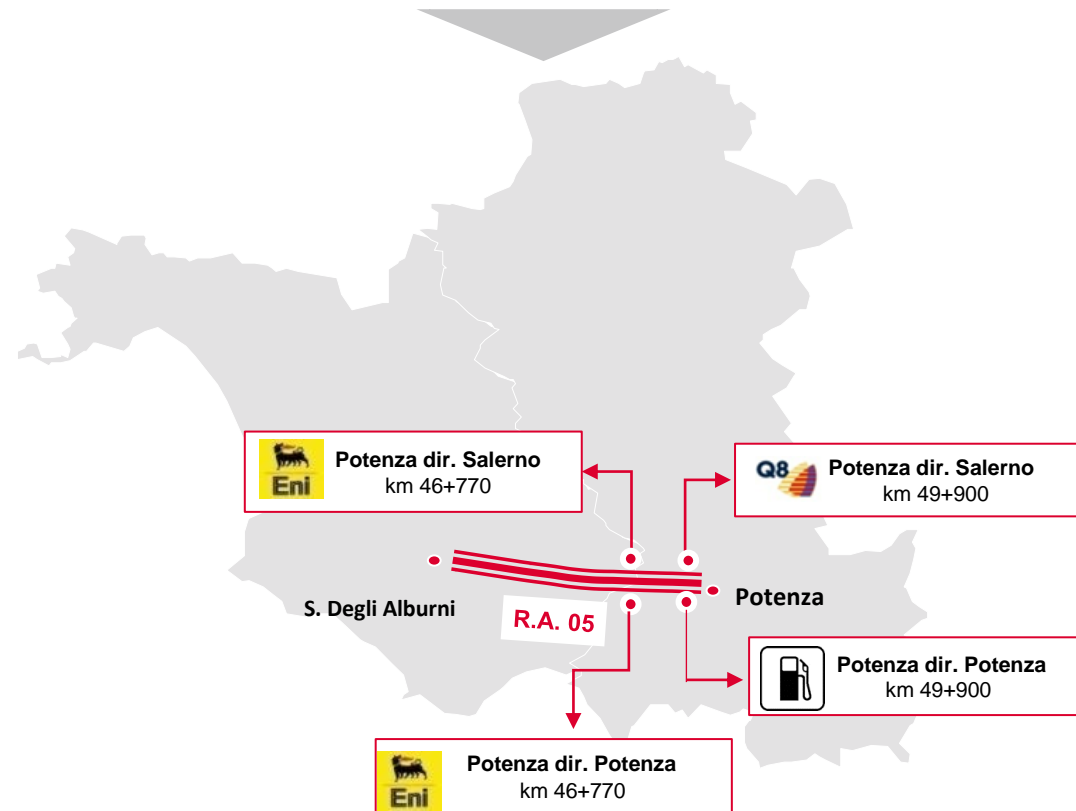 Eni
Potenza dir. Salerno
km 46+770
Q8
Potenza dir. Salerno
km 49+900
S. Degli Alburni
R.A. 05
Potenza
Potenza dir. Potenza
km 49+900
Eni
Potenza dir. Potenza
km 46+770